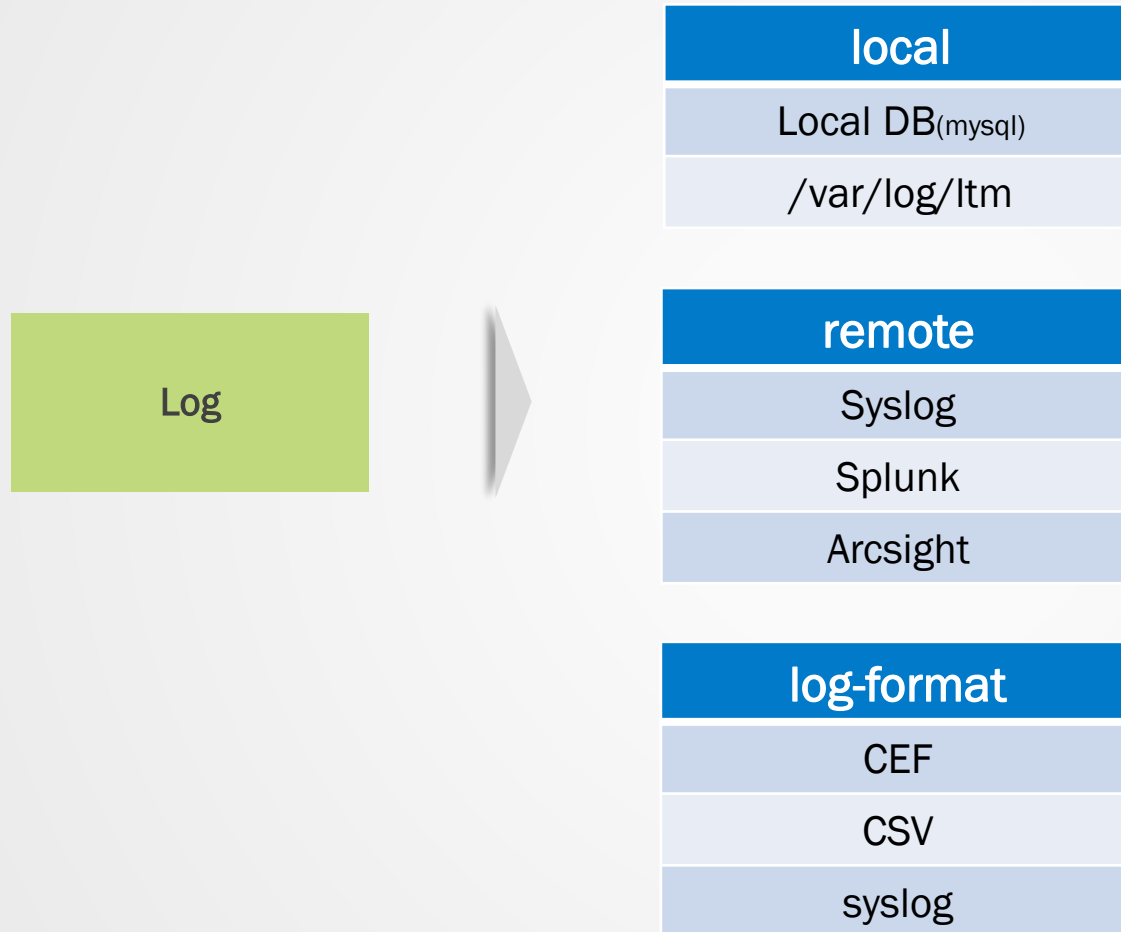 Log
local
Local DB(mysql)
/var/log/ltm
remote
Syslog
Splunk
Arcsight
log-format
CEF
CSV
syslog